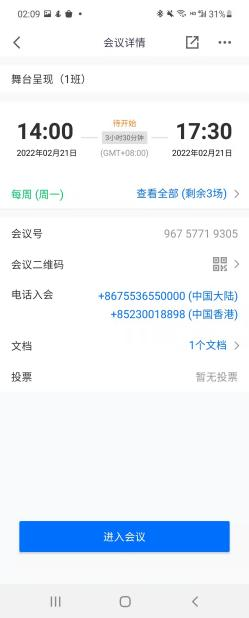 02:09
31%
会议详情
舞台呈现（1班）
待开始
14:00
3小时30分钟
17:30
2022年02月21日
(GMT+08:00)
2022年02月21日
每周 (周一)
查看全部 (剩余3场)
会议号
967 5771 9305
会议二维码
电话入会
+8675536550000 (中国大陆)
+85230018898 (中国香港)
文档
1个文档
投票
暂无投票
进入会议